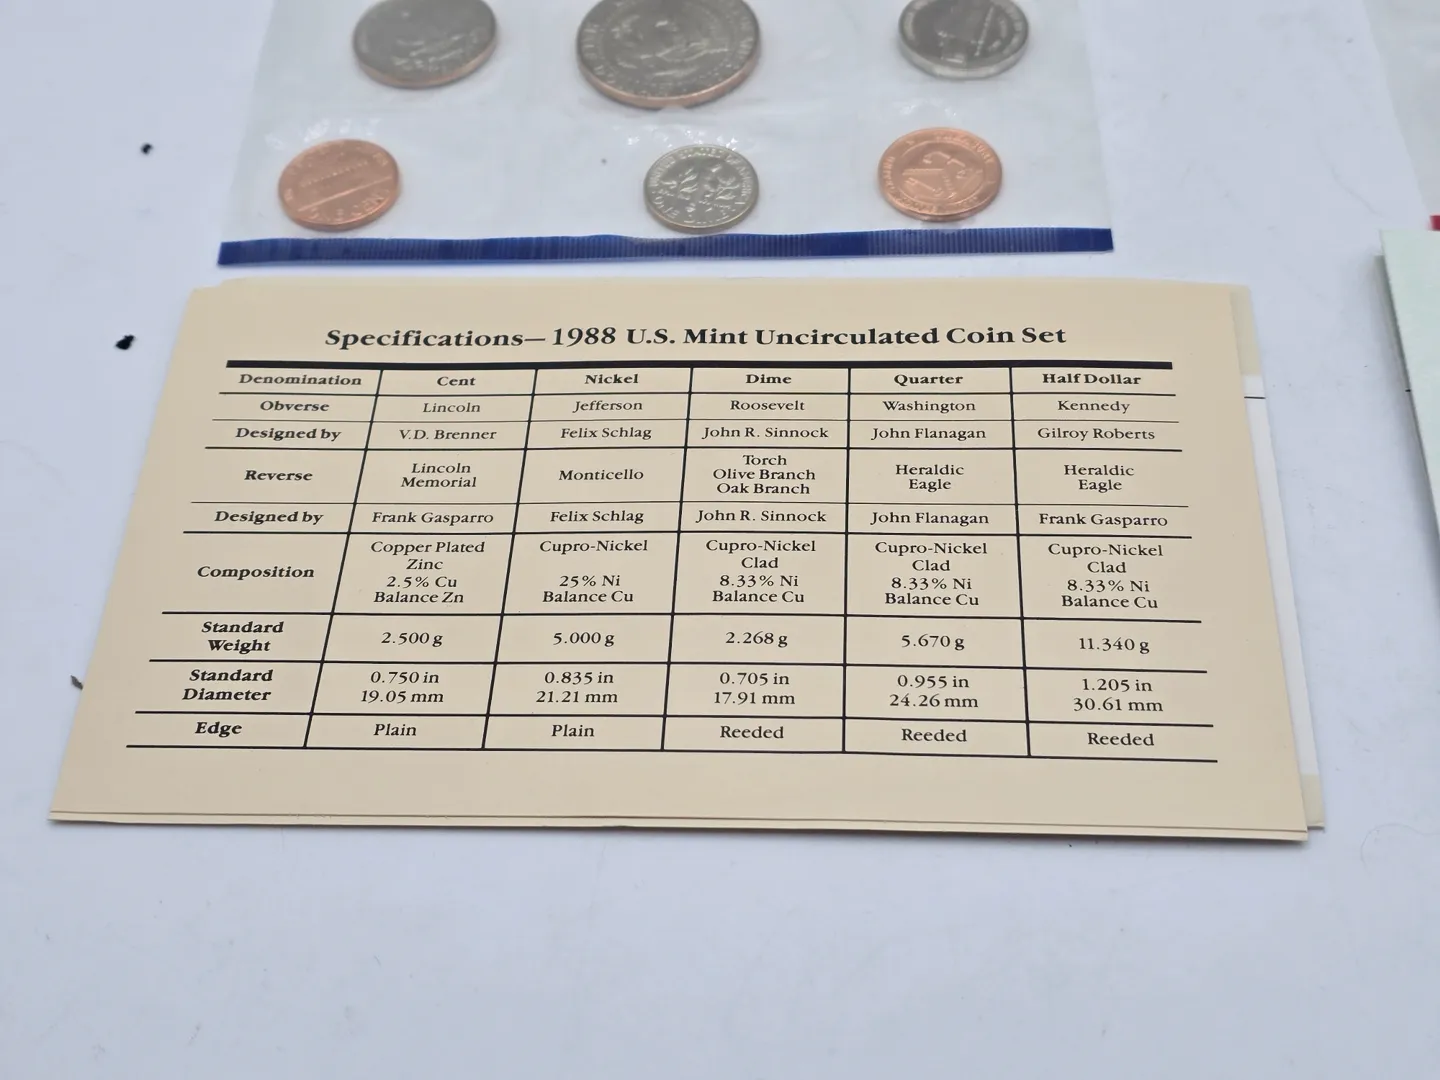 Specifications—1988 U.S. Mint Uncirculated Coin Set
Denomination Cent Nickel Dime Quarter Half Dollar
Obverse Lincoln Jefferson Roosevelt Washington Kennedy
Designed by V.D. Brenner Felix Schlag John R. Sinnock John Flanagan Gilroy Roberts
Reverse Lincoln Memorial Monticello Torch Olive Branch Oak Branch Heraldic Eagle Heraldic Eagle
Designed by Frank Gasparro Felix Schlag John R. Sinnock John Flanagan Frank Gasparro
Composition Copper Plated Zinc 2.5% Cu Balance Zn Cupro-Nickel 25% Ni Balance Cu Cupro-Nickel Clad 8.33% Ni Balance Cu Cupro-Nickel Clad 8.33% Ni Balance Cu Cupro-Nickel Clad 8.33% Ni Balance Cu
Standard Weight 2.500 g 5.000 g 2.268 g 5.670 g 11.340 g
Standard Diameter 0.750 in 19.05 mm 0.835 in 21.21 mm 0.705 in 17.91 mm 0.955 in 24.26 mm 1.205 in 30.61 mm
Edge Plain Plain Reeded Reeded Reeded